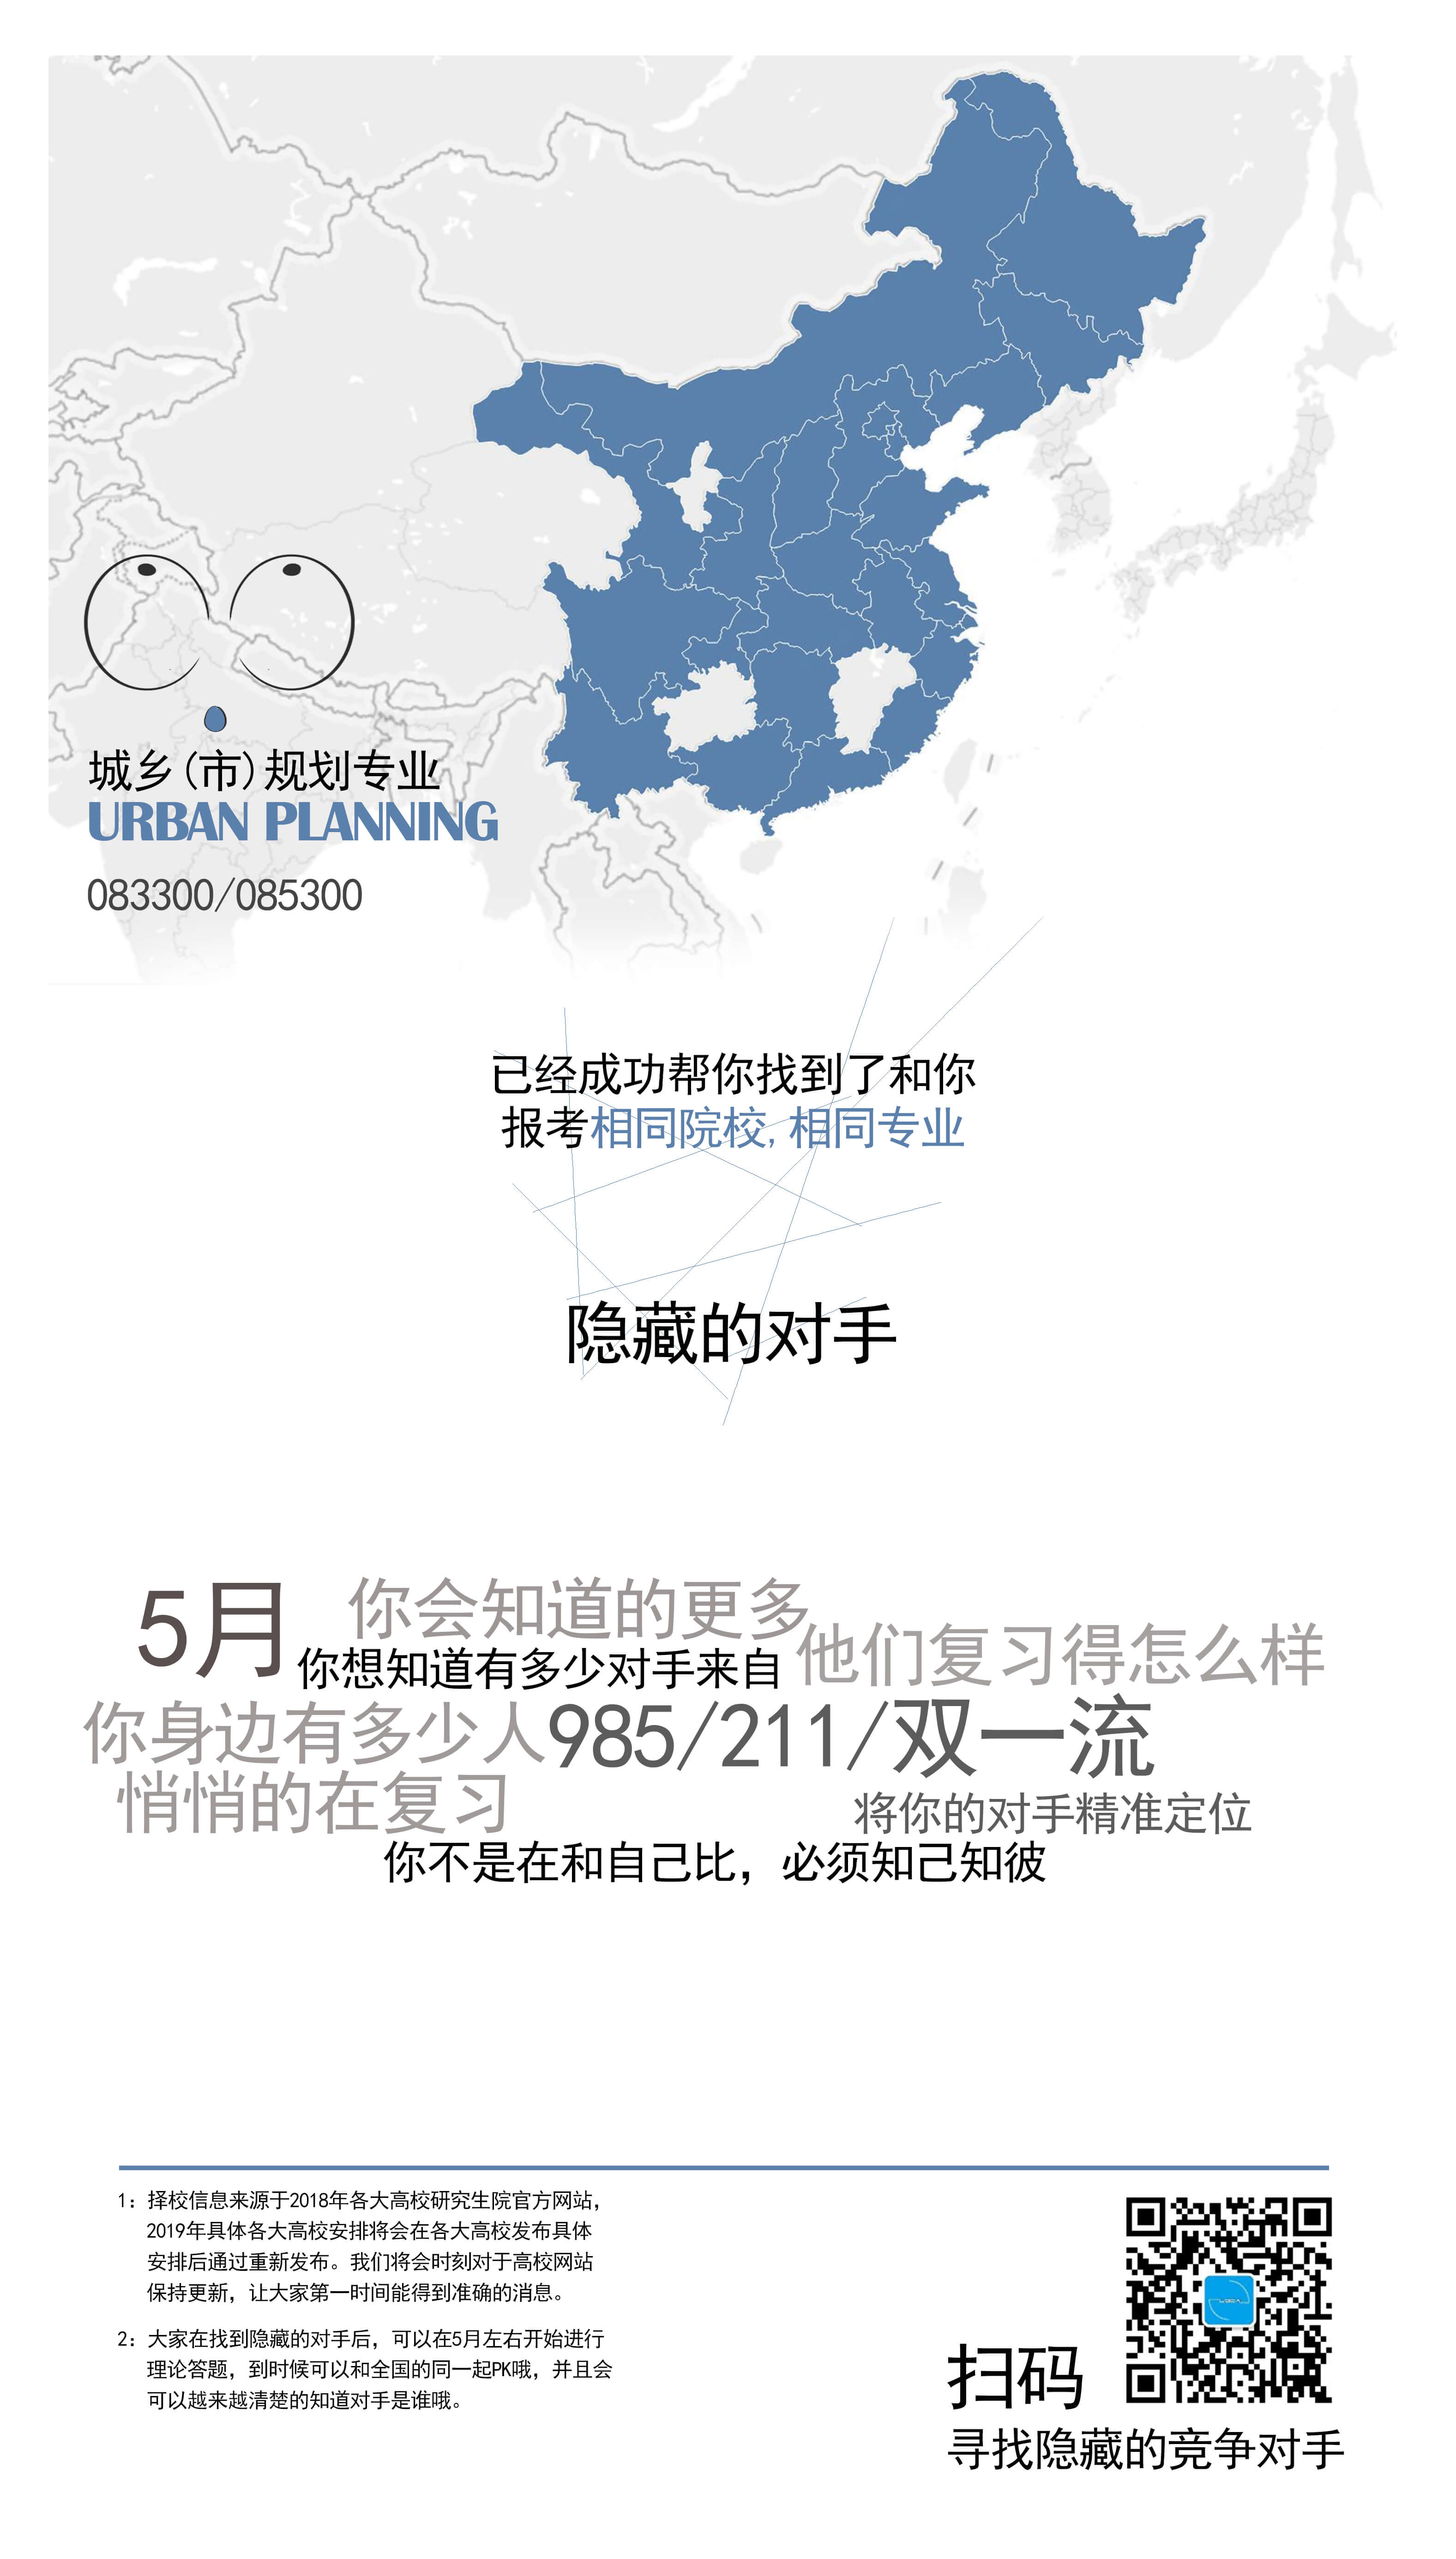 城乡(市)规划专业
URBAN PLANNING
083300/085300
已经成功帮你找到了和你
报考相同院校,相同专业
隐藏的对手
5月
你会知道的更多
你想知道有多少对手来自
他们复习得怎么样
你身边有多少人
985/211/双一流
悄悄的在复习
将你的对手精准定位
你不是在和自己比，必须知己知彼
1：择校信息来源于2018年各大高校研究生院官方网站，
2019年具体各大高校安排将会在各大高校发布具体
安排后通过重新发布。我们将会时刻对于高校网站
保持更新，让大家第一时间能得到准确的消息。
2：大家在找到隐藏的对手后，可以在5月左右开始进行
理论答题，到时候可以和全国的同一起PK哦，并且会
可以越来越清楚的知道对手是谁哦。
扫码
寻找隐藏的竞争对手